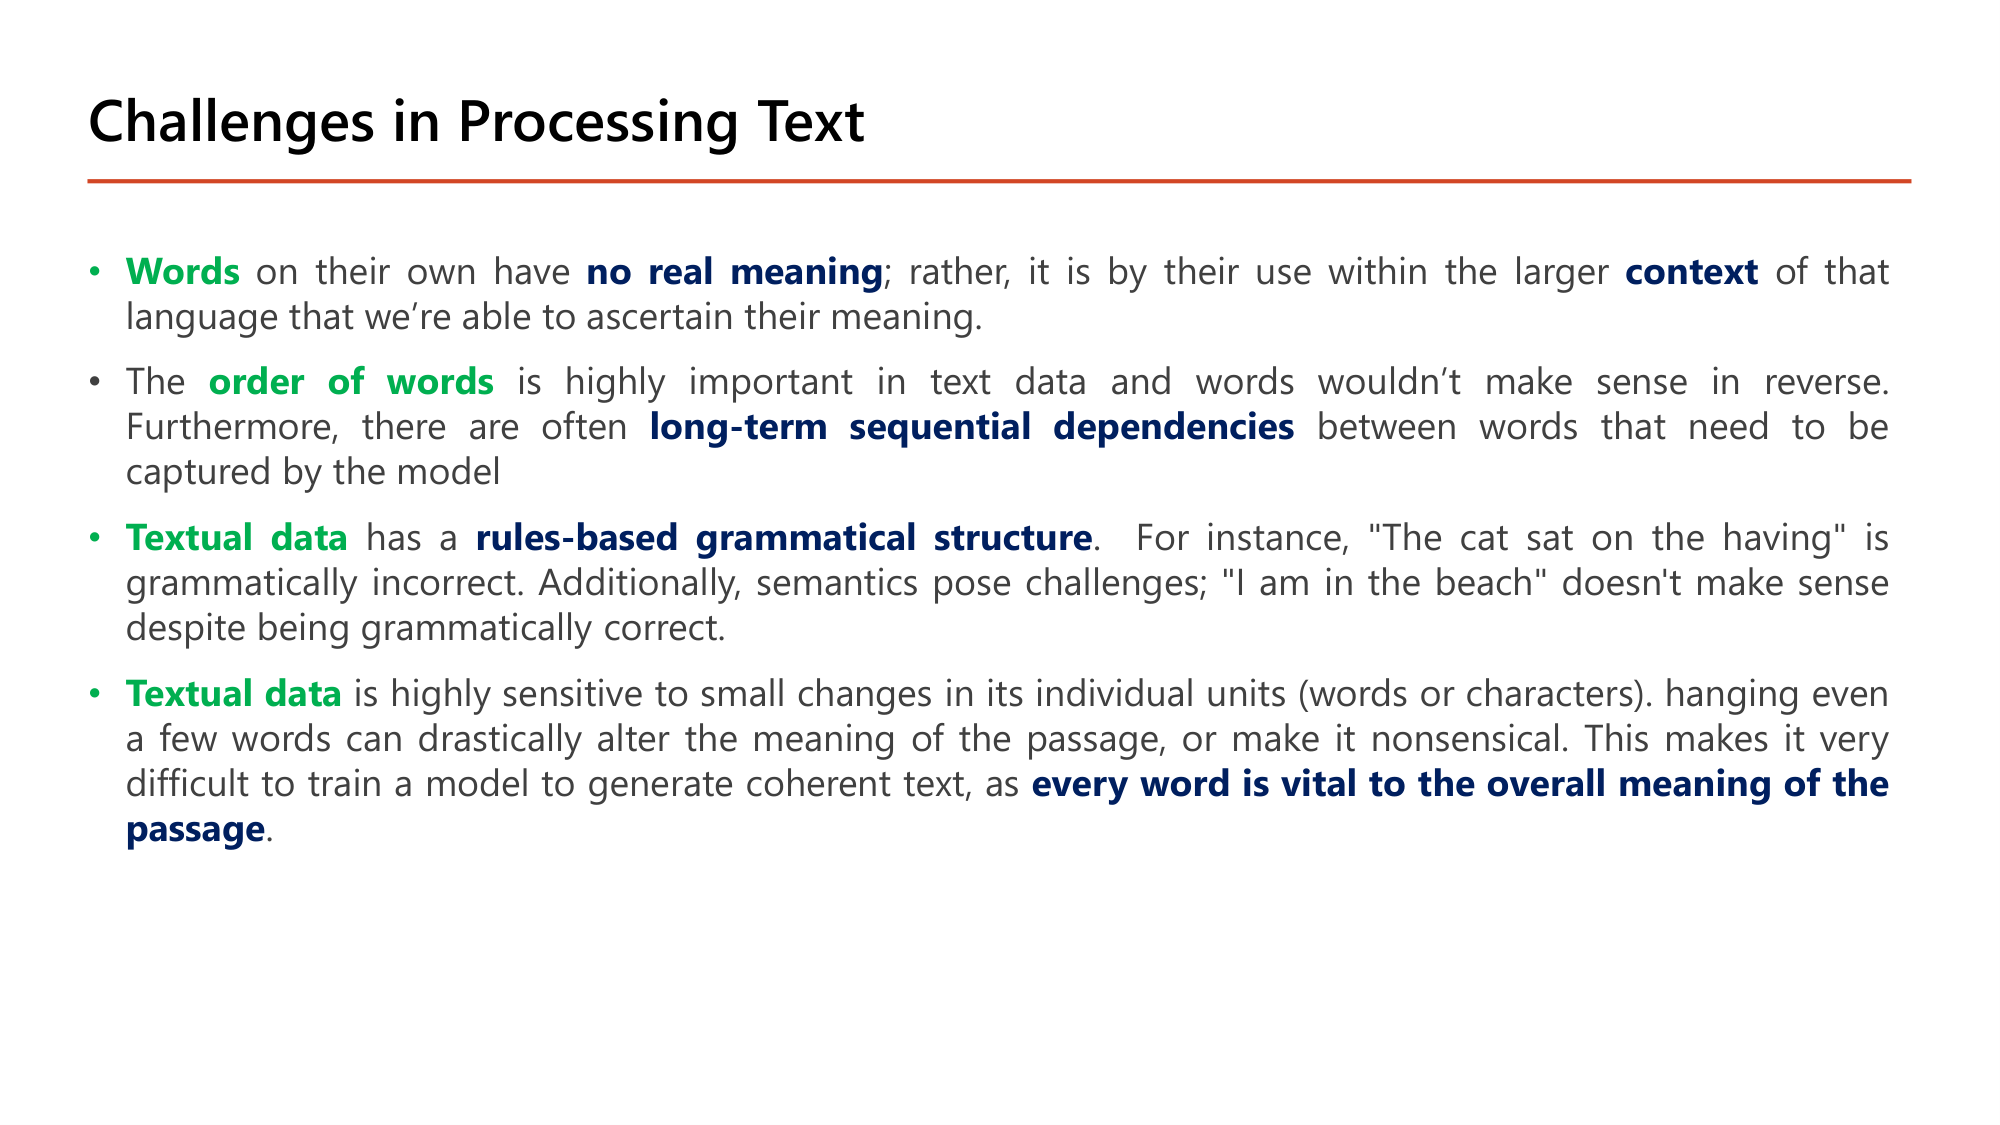 Challenges in Processing Text
• Words on their own have no real meaning; rather, it is by their use within the larger context of that
language that we’re able to ascertain their meaning.
• The order of words is highly important in text data and words wouldn’t make sense in reverse.
Furthermore, there are often long-term sequential dependencies between words that need to be
captured by the model
• Textual data has a rules-based grammatical structure.  For instance, "The cat sat on the having" is
grammatically incorrect. Additionally, semantics pose challenges; "I am in the beach" doesn't make sense
despite being grammatically correct.
• Textual data is highly sensitive to small changes in its individual units (words or characters). hanging even
a few words can drastically alter the meaning of the passage, or make it nonsensical. This makes it very
difficult to train a model to generate coherent text, as every word is vital to the overall meaning of the
passage.